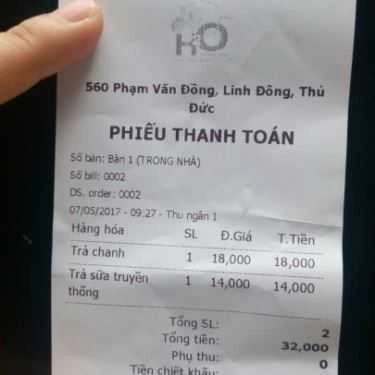 KO
560 Phạm Văn Đồng, Linh Đông, Thủ
Đức
PHIẾU THANH TOÁN
Số bàn: Bàn 1 (TRONG NHÀ)
Số bill: 0002
DS. order: 0002
07/05/2017 - 09:27 - Thu ngân 1
Hàng hóa SL Đ.Giá T.Tiền
Trà chanh 1 18,000 18,000
Trà sữa truyền 1 14,000 14,000
thống
Tổng SL: 2
Tổng tiền: 32,000
Phụ thu: 0
Tiền chiết khấu: